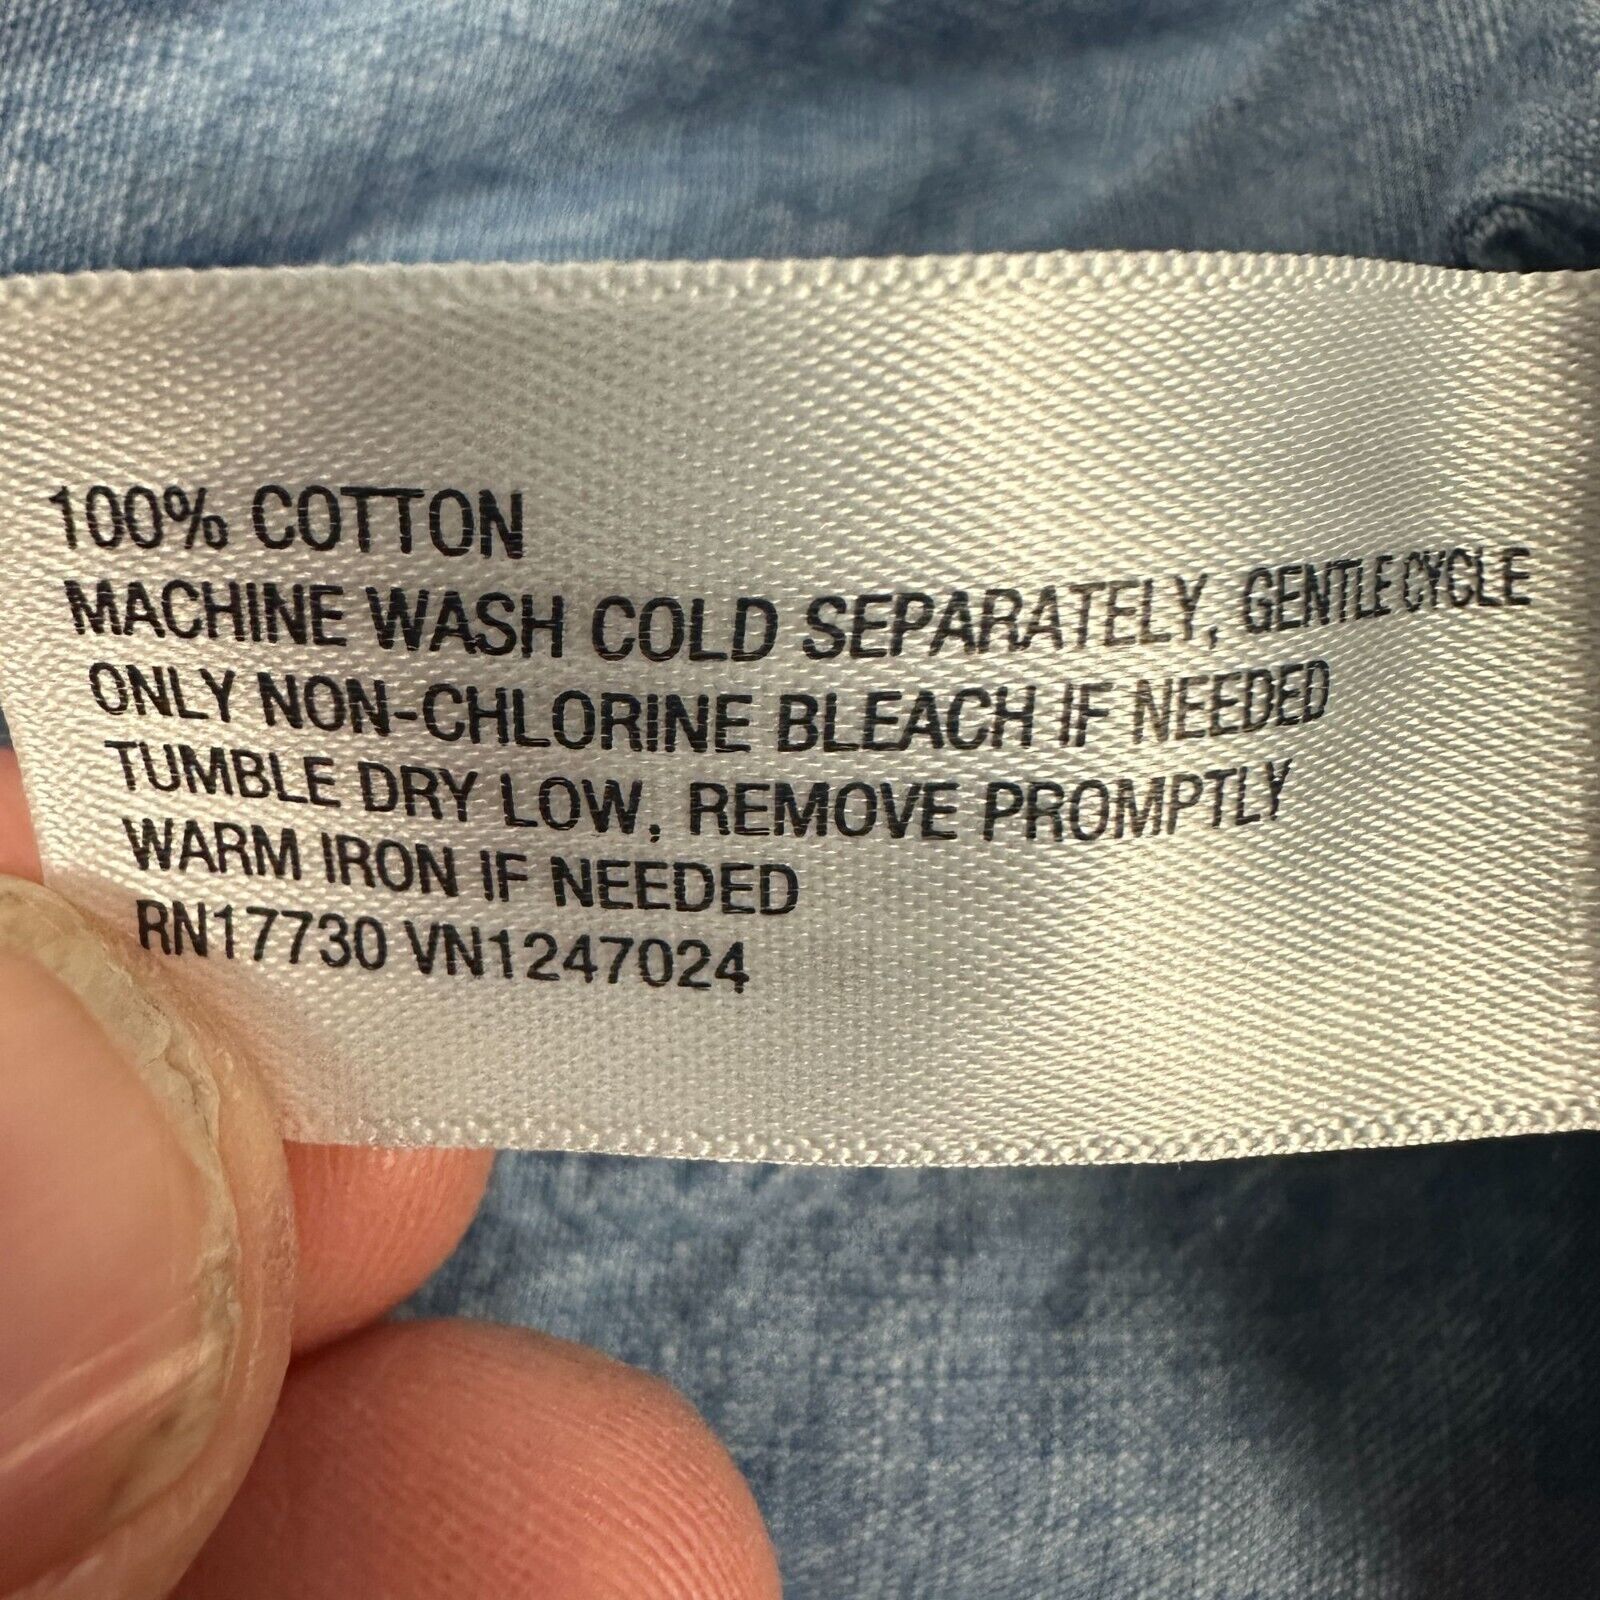 100% COTTON
MACHINE WASH COLD SEPARATELY, GENTLE CYCLE
ONLY NON-CHLORINE BLEACH IF NEEDED
TUMBLE DRY LOW, REMOVE PROMPTLY
WARM IRON IF NEEDED
RN17730 VN1247024